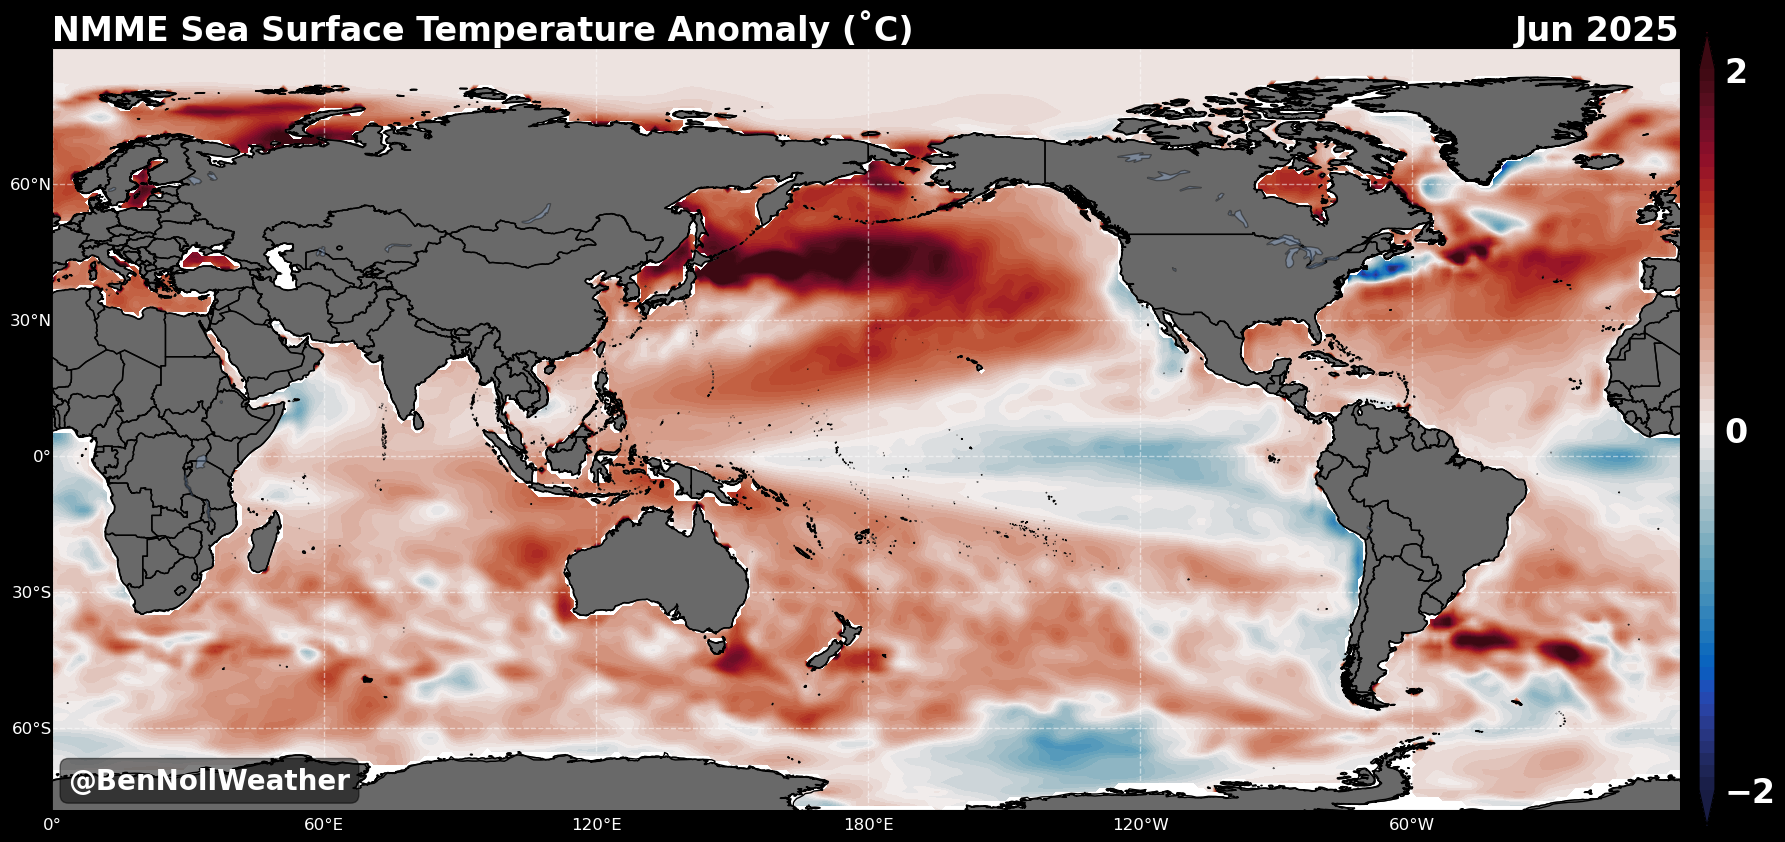 NMME Sea Surface Temperature Anomaly (˚C)
Jun 2025
2
0
−2
60°N
30°N
0°
30°S
60°S
@BenNollWeather
0°
60°E
120°E
180°E
120°W
60°W